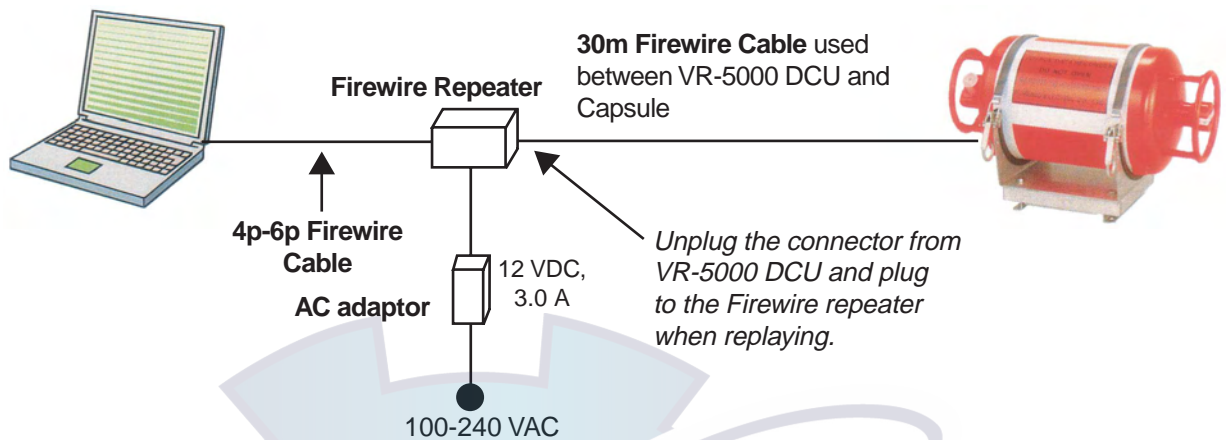 30m Firewire Cable used
between VR-5000 DCU and
Capsule
Firewire Repeater
4p-6p Firewire
Cable
Unplug the connector from
VR-5000 DCU and plug
to the Firewire repeater
when replaying.
12 VDC,
3.0 A
AC adaptor
100-240 VAC